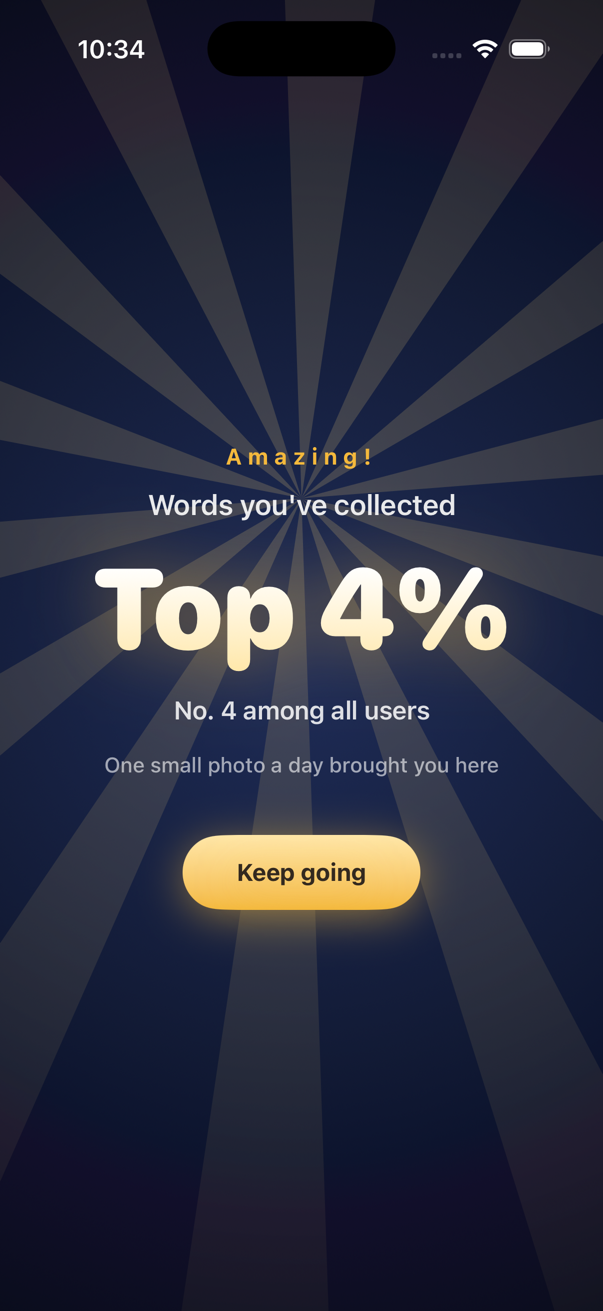 10:34
Amazing!
Words you've collected
Top 4%
No. 4 among all users
One small photo a day brought you here
Keep going